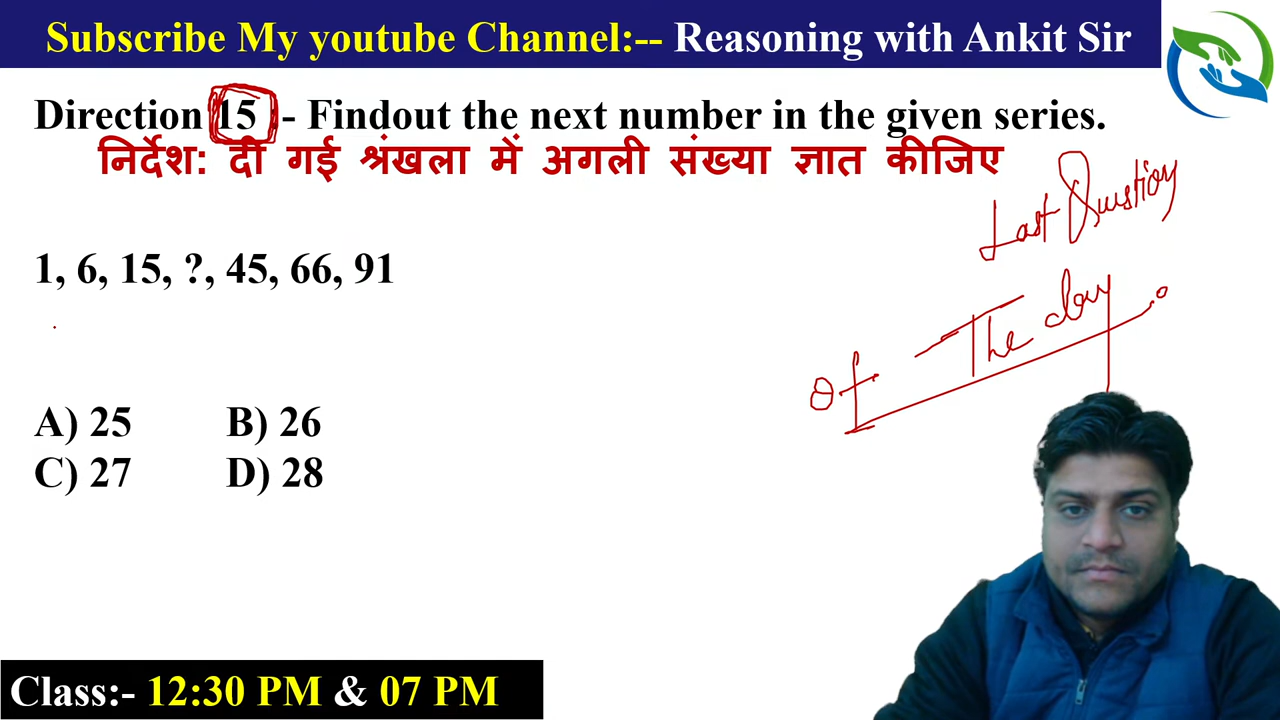 Subscribe My youtube Channel:-- Reasoning with Ankit Sir
Direction 15 - Findout the next number in the given series.
निर्देश: दी गई श्रंखला में अगली संख्या ज्ञात कीजिए
Last Question
1, 6, 15, ?, 45, 66, 91
of The day
A) 25 B) 26
C) 27 D) 28
Class:- 12:30 PM & 07 PM